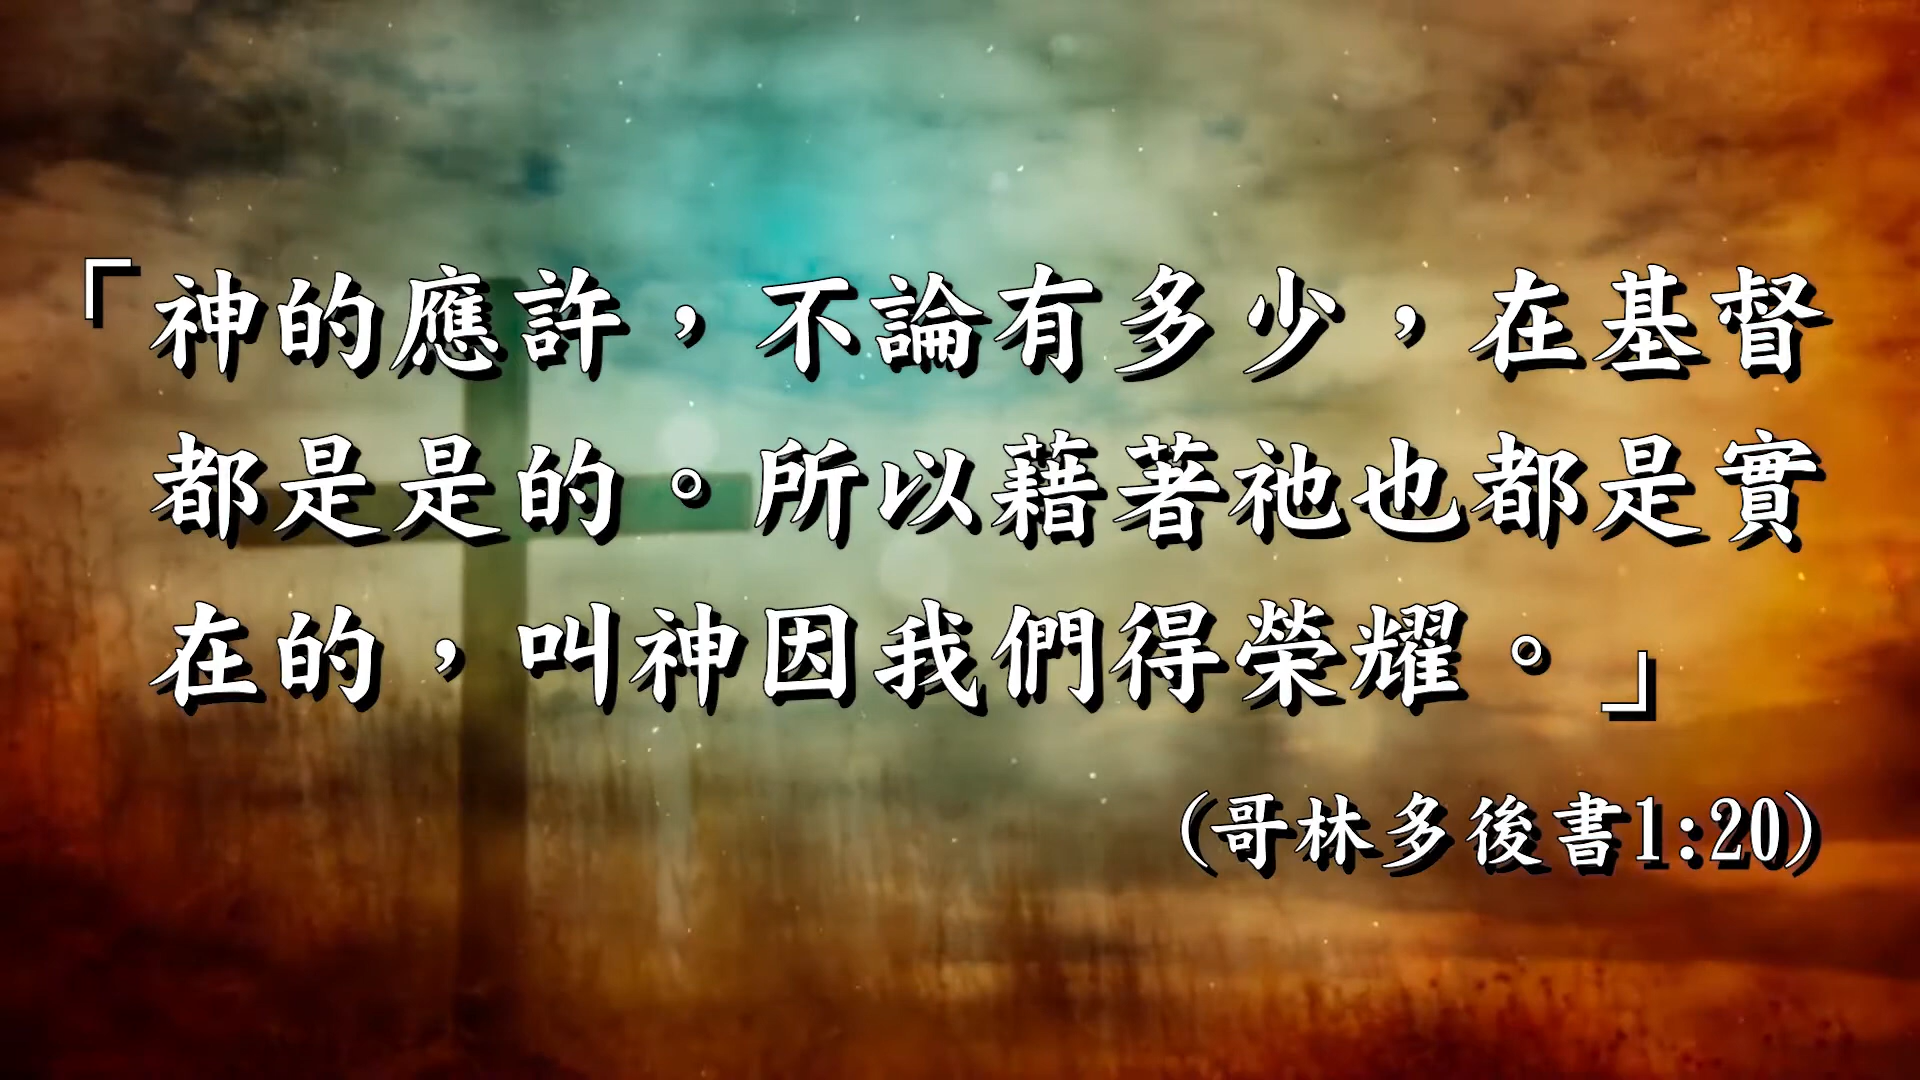 「神的應許，不論有多少，在基督
都是是的。所以藉著祂也都是實
在的，叫神因我們得榮耀。」
(哥林多後書1:20)